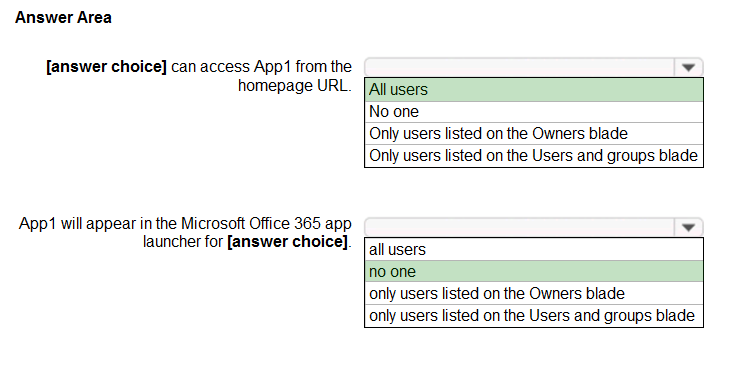 Answer Area
[answer choice] can access App1 from the
homepage URL.
All users
No one
Only users listed on the Owners blade
Only users listed on the Users and groups blade
App1 will appear in the Microsoft Office 365 app
launcher for [answer choice].
all users
no one
only users listed on the Owners blade
only users listed on the Users and groups blade